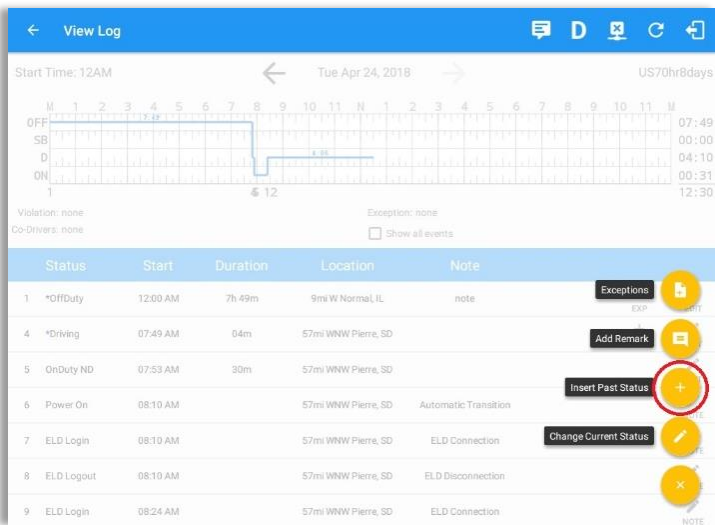 View Log
D
Start Time: 12AM
Tue Apr 24, 2018
US70hr8days
M 1 2 3 4 5 6 7 8 9 10 11 N 1 2 3 4 5 6 7 8 9 10 11 M
OFF 7:49 07:49
SB 00:00
D 4:06 04:10
ON 00:31
1 12 12:30
Violation: none
Exception: none
Co-Drivers: none
Show all events
Status Start Duration Location Note
Exceptions
1 *OffDuty 12:00 AM 7h 49m 9mi W Normal, IL note
EXP
Add Remark
4 *Driving 07:49 AM 04m 57mi WNW Pierre, SD
5 OnDuty ND 07:53 AM 30m 57mi WNW Pierre, SD
Insert Past Status
6 Power On 08:10 AM 57mi WNW Pierre, SD Automatic Transition
Change Current Status
7 ELD Login 08:10 AM 57mi WNW Pierre, SD ELD Connection
8 ELD Logout 08:10 AM 57mi WNW Pierre, SD ELD Disconnection
9 ELD Login 08:24 AM 57mi WNW Pierre, SD ELD Connection
NOTE